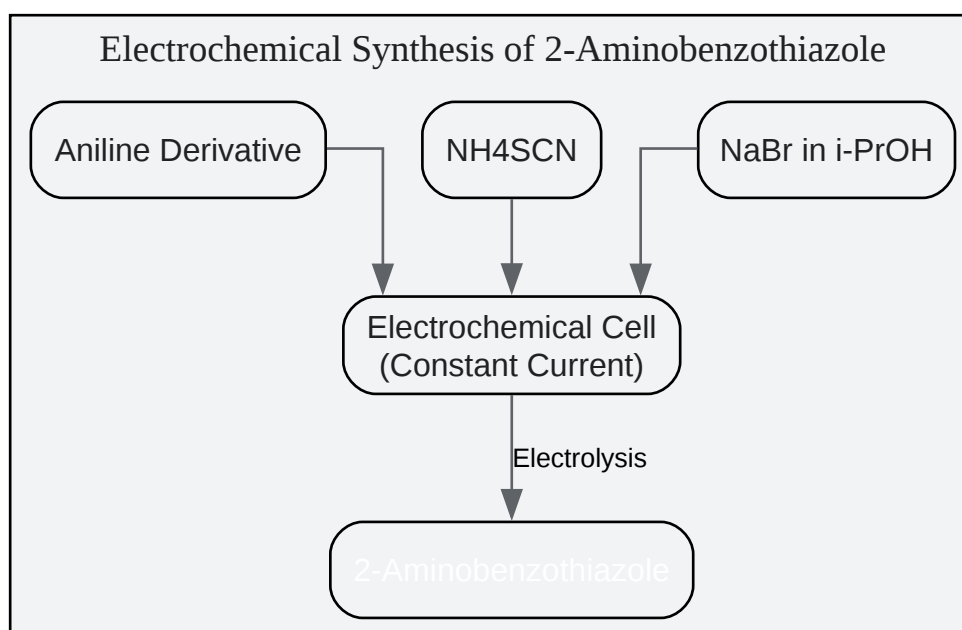 Electrochemical Synthesis of 2-Aminobenzothiazole
Aniline Derivative
NH4SCN
NaBr in i-PrOH
Electrochemical Cell
(Constant Current)
Electrolysis
2-Aminobenzothiazole